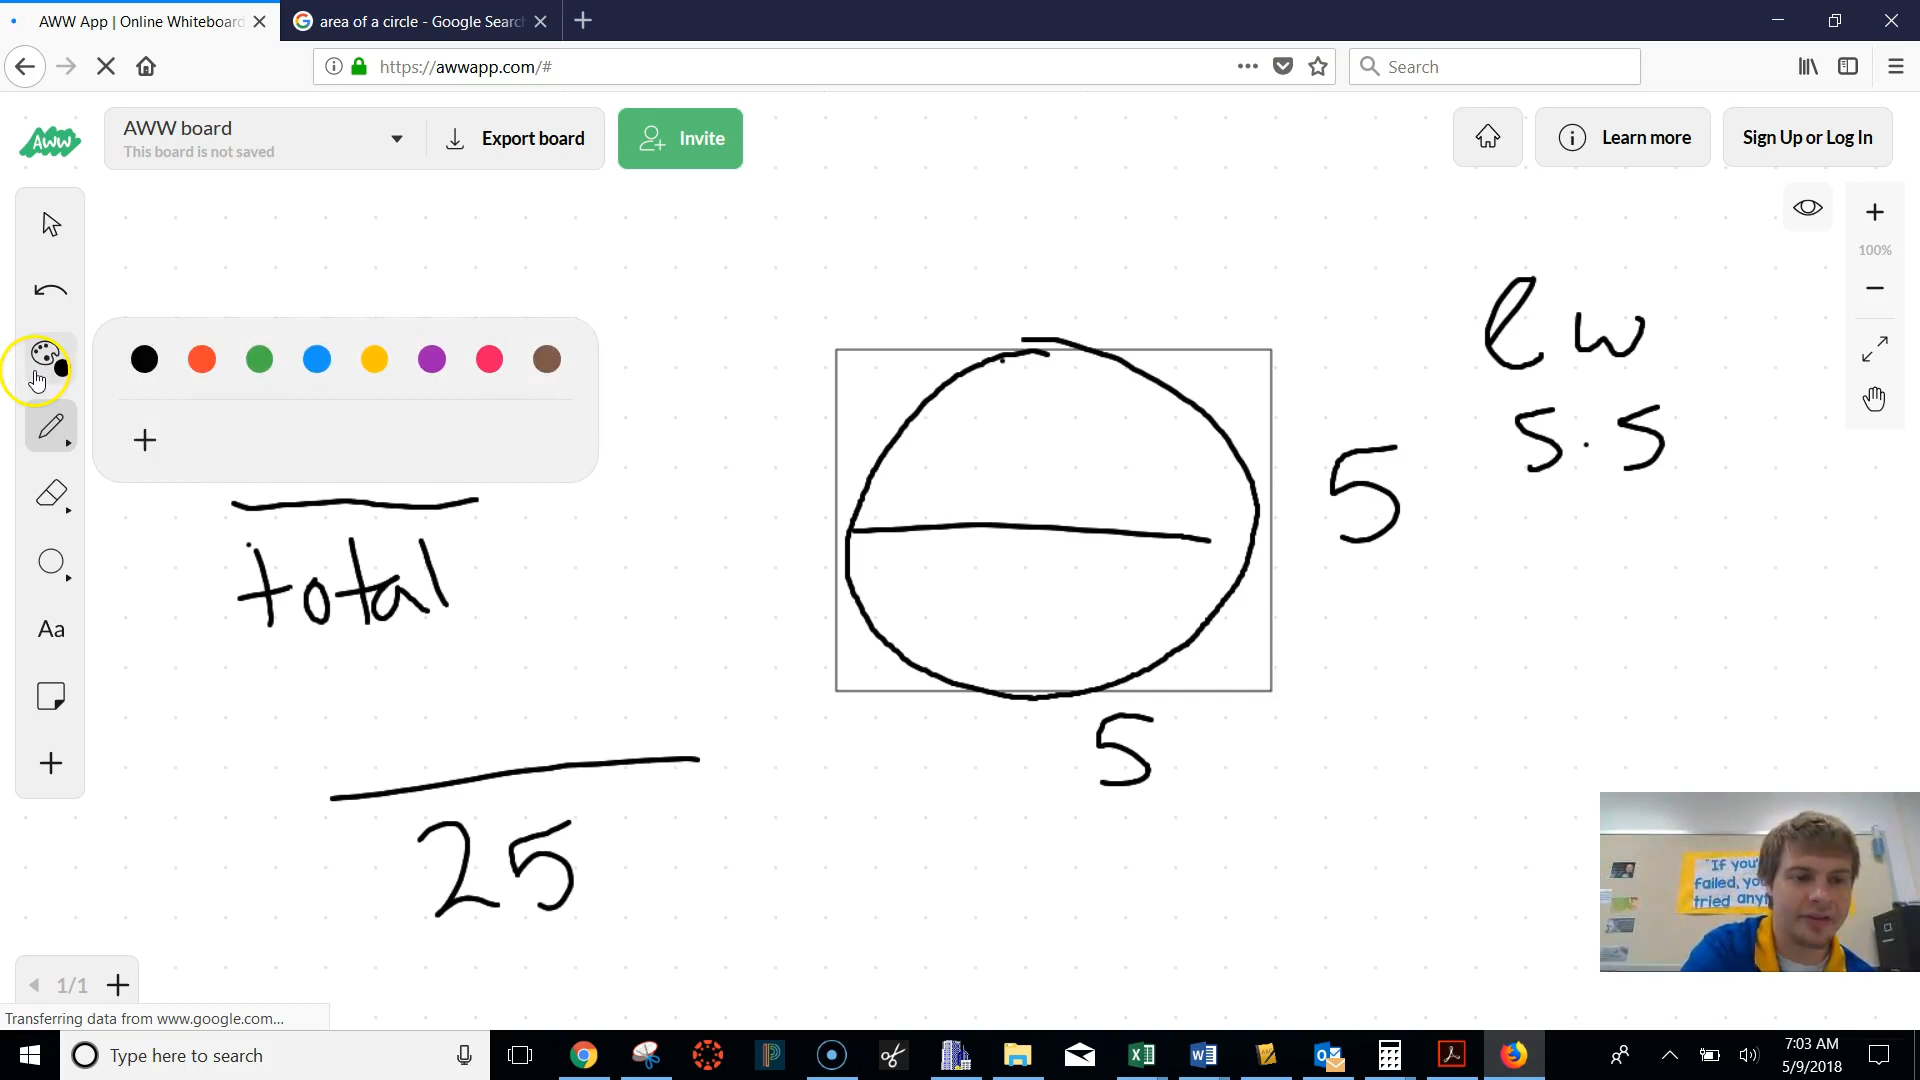 AWW App | Online Whiteboard
area of a circle - Google Search
https://awwapp.com/#
Search
AWW
AWW board
This board is not saved
Export board
Invite
Learn more
Sign Up or Log In
100%
l w
5 · 5
5
total
Aa
5
25
"If you'
failed, yo
tried anyt
1/1
Transferring data from www.google.com...
Type here to search
7:03 AM
5/9/2018